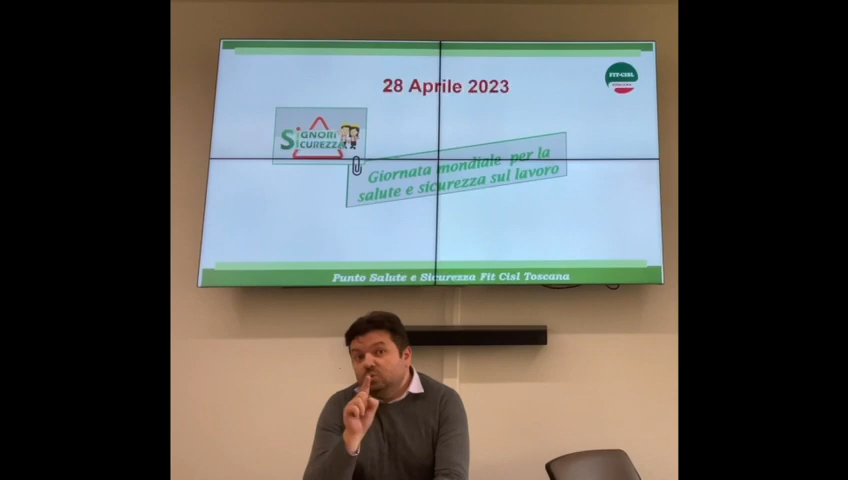 28 Aprile 2023
FIT-CISL
SiGNORi
SiCUREZZA
Giornata mondiale per la
salute e sicurezza sul lavoro
Punto Salute e Sicurezza Fit Cisl Toscana